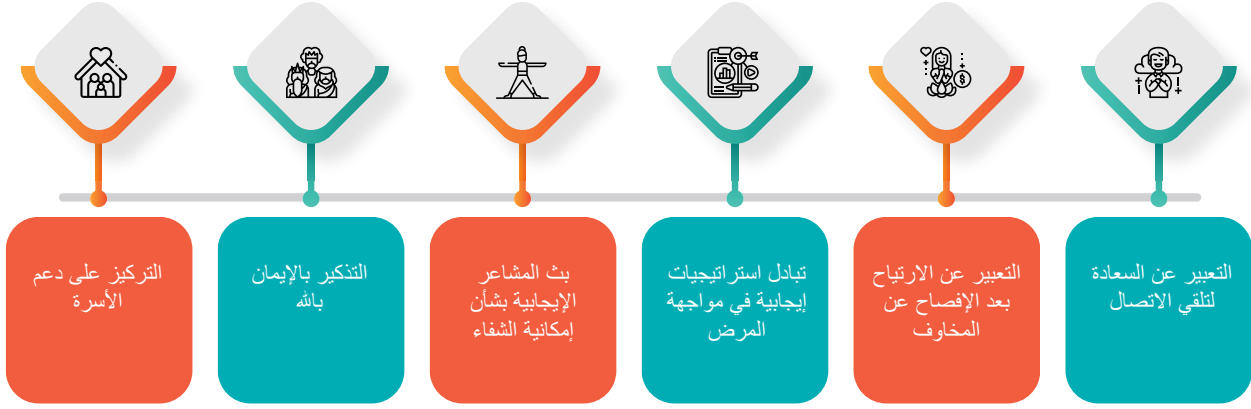 التعبير عن السعادة
لتلقي الاتصال
التعبير عن الارتياح
بعد الإفصاح عن
المخاوف
تبادل استراتيجيات
إيجابية في مواجهة
المرض
بث المشاعر
الإيجابية بشأن
إمكانية الشفاء
التذكير بالإيمان
بالله
التركيز على دعم
الأسرة